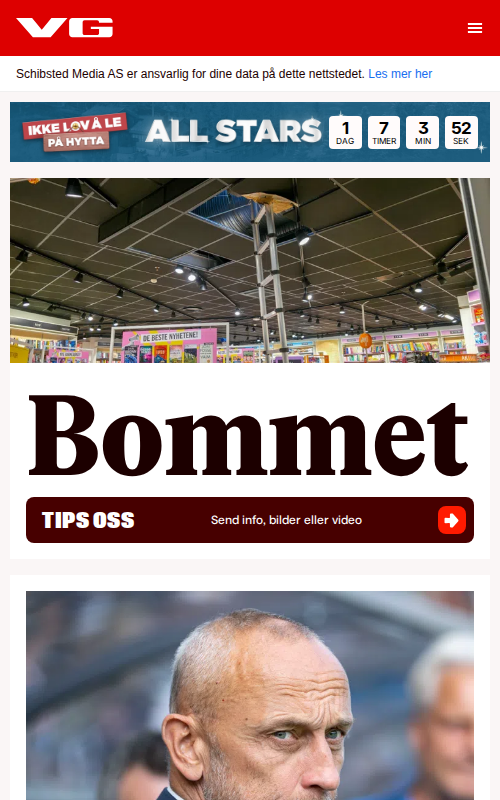 VG
Schibsted Media AS er ansvarlig for dine data på dette nettstedet. Les mer her
IKKE LOV Å LE
PÅ HYTTA
ALL STARS
1 7 3 52
DAG TIMER MIN SEK
DE BESTE NYHETENE!
Bommet
TIPS OSS Send info, bilder eller video